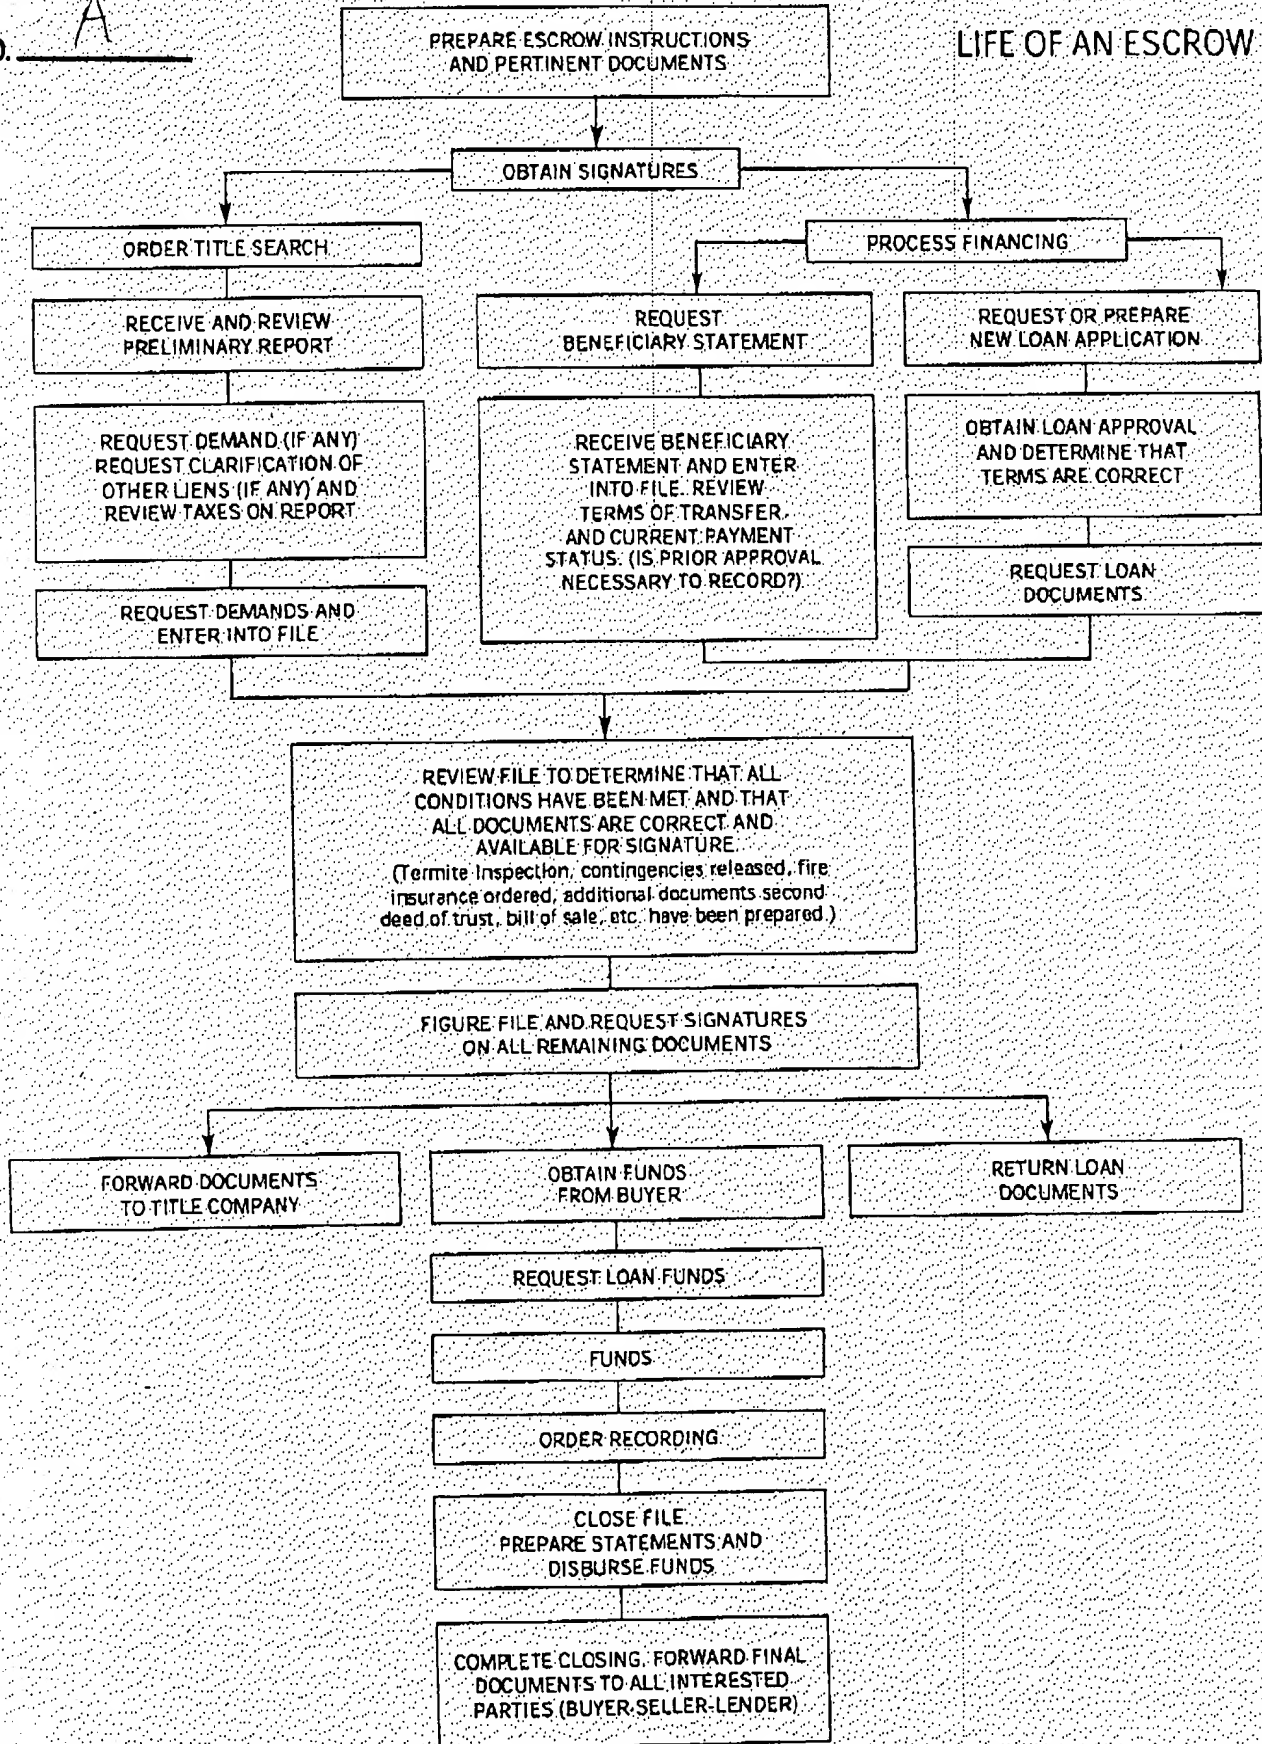 A
LIFE OF AN ESCROW
PREPARE ESCROW INSTRUCTIONS
AND PERTINENT DOCUMENTS
OBTAIN SIGNATURES
ORDER TITLE SEARCH
PROCESS FINANCING
RECEIVE AND REVIEW
PRELIMINARY REPORT
REQUEST
BENEFICIARY STATEMENT
REQUEST OR PREPARE
NEW LOAN APPLICATION
REQUEST DEMAND (IF ANY)
REQUEST CLARIFICATION OF
OTHER LIENS (IF ANY) AND
REVIEW TAXES ON REPORT
RECEIVE BENEFICIARY
STATEMENT AND ENTER
INTO FILE. REVIEW
TERMS OF TRANSFER,
AND CURRENT PAYMENT
STATUS. (IS PRIOR APPROVAL
NECESSARY TO RECORD?)
OBTAIN LOAN APPROVAL
AND DETERMINE THAT
TERMS ARE CORRECT
REQUEST LOAN
DOCUMENTS
REQUEST DEMANDS AND
ENTER INTO FILE
REVIEW FILE TO DETERMINE THAT ALL
CONDITIONS HAVE BEEN MET AND THAT
ALL DOCUMENTS ARE CORRECT AND
AVAILABLE FOR SIGNATURE
(Termite Inspection, contingencies released, fire
insurance ordered, additional documents second
deed of trust, bill of sale, etc. have been prepared.)
FIGURE FILE AND REQUEST SIGNATURES
ON ALL REMAINING DOCUMENTS
FORWARD DOCUMENTS
TO TITLE COMPANY
OBTAIN FUNDS
FROM BUYER
RETURN LOAN
DOCUMENTS
REQUEST LOAN FUNDS
FUNDS
ORDER RECORDING
CLOSE FILE.
PREPARE STATEMENTS AND
DISBURSE FUNDS
COMPLETE CLOSING. FORWARD FINAL
DOCUMENTS TO ALL INTERESTED
PARTIES (BUYER-SELLER-LENDER)